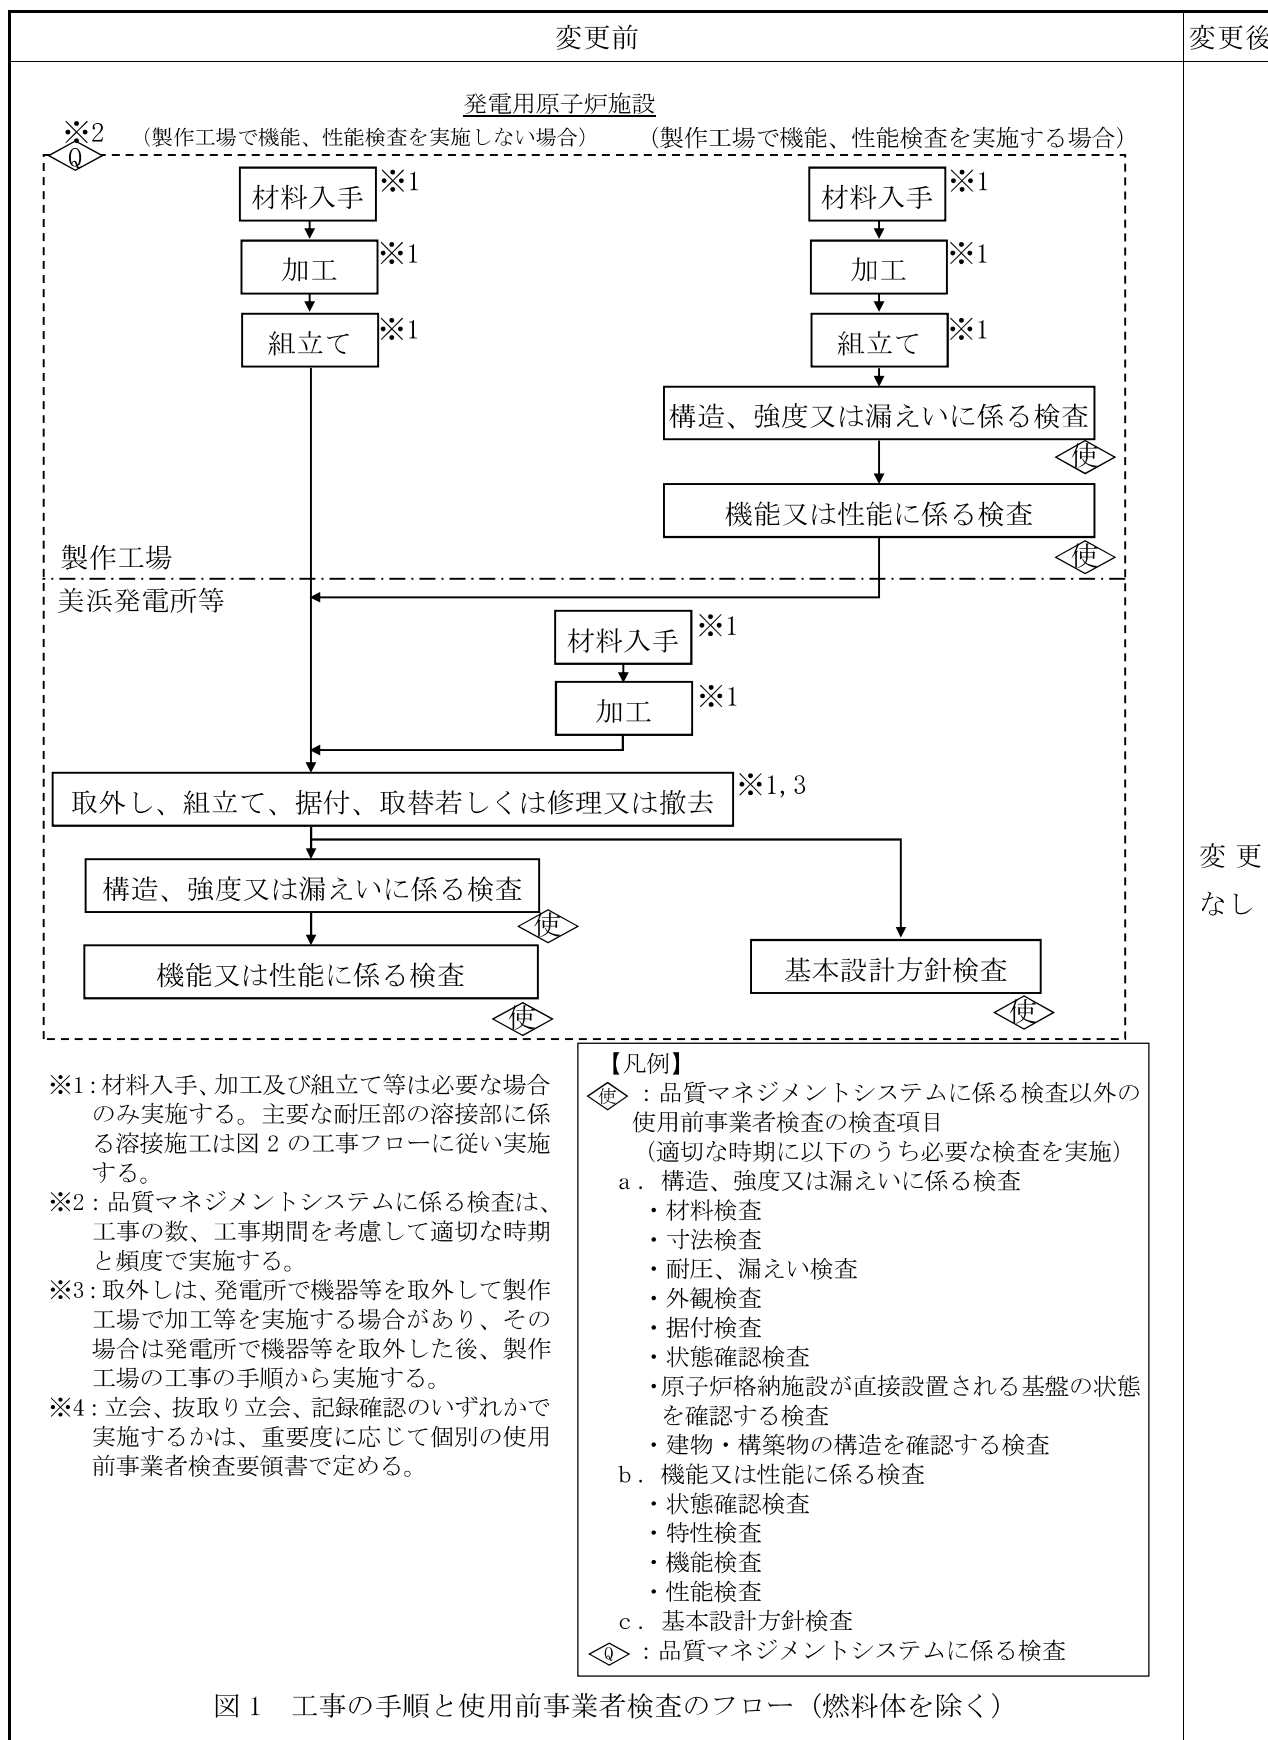 変更前
変更後
発電用原子炉施設
※2
Q
（製作工場で機能、性能検査を実施しない場合）
（製作工場で機能、性能検査を実施する場合）
材料入手
※1
材料入手
※1
加工
※1
加工
※1
組立て
※1
組立て
※1
構造、強度又は漏えいに係る検査
使
機能又は性能に係る検査
使
製作工場
美浜発電所等
材料入手
※1
加工
※1
取外し、組立て、据付、取替若しくは修理又は撤去
※1,3
構造、強度又は漏えいに係る検査
使
機能又は性能に係る検査
使
基本設計方針検査
使
変更
なし
※1：材料入手、加工及び組立て等は必要な場合
のみ実施する。主要な耐圧部の溶接部に係
る溶接施工は図2の工事フローに従い実施
する。
※2：品質マネジメントシステムに係る検査は、
工事の数、工事期間を考慮して適切な時期
と頻度で実施する。
※3：取外しは、発電所で機器等を取外して製作
工場で加工等を実施する場合があり、その
場合は発電所で機器等を取外した後、製作
工場の工事の手順から実施する。
※4：立会、抜取り立会、記録確認のいずれかで
実施するかは、重要度に応じて個別の使用
前事業者検査要領書で定める。
【凡例】
使：品質マネジメントシステムに係る検査以外の
使用前事業者検査の検査項目
（適切な時期に以下のうち必要な検査を実施）
a．構造、強度又は漏えいに係る検査
・材料検査
・寸法検査
・耐圧、漏えい検査
・外観検査
・据付検査
・状態確認検査
・原子炉格納施設が直接設置される基盤の状態
を確認する検査
・建物・構築物の構造を確認する検査
b．機能又は性能に係る検査
・状態確認検査
・特性検査
・機能検査
・性能検査
c．基本設計方針検査
Q：品質マネジメントシステムに係る検査
図1　工事の手順と使用前事業者検査のフロー（燃料体を除く）